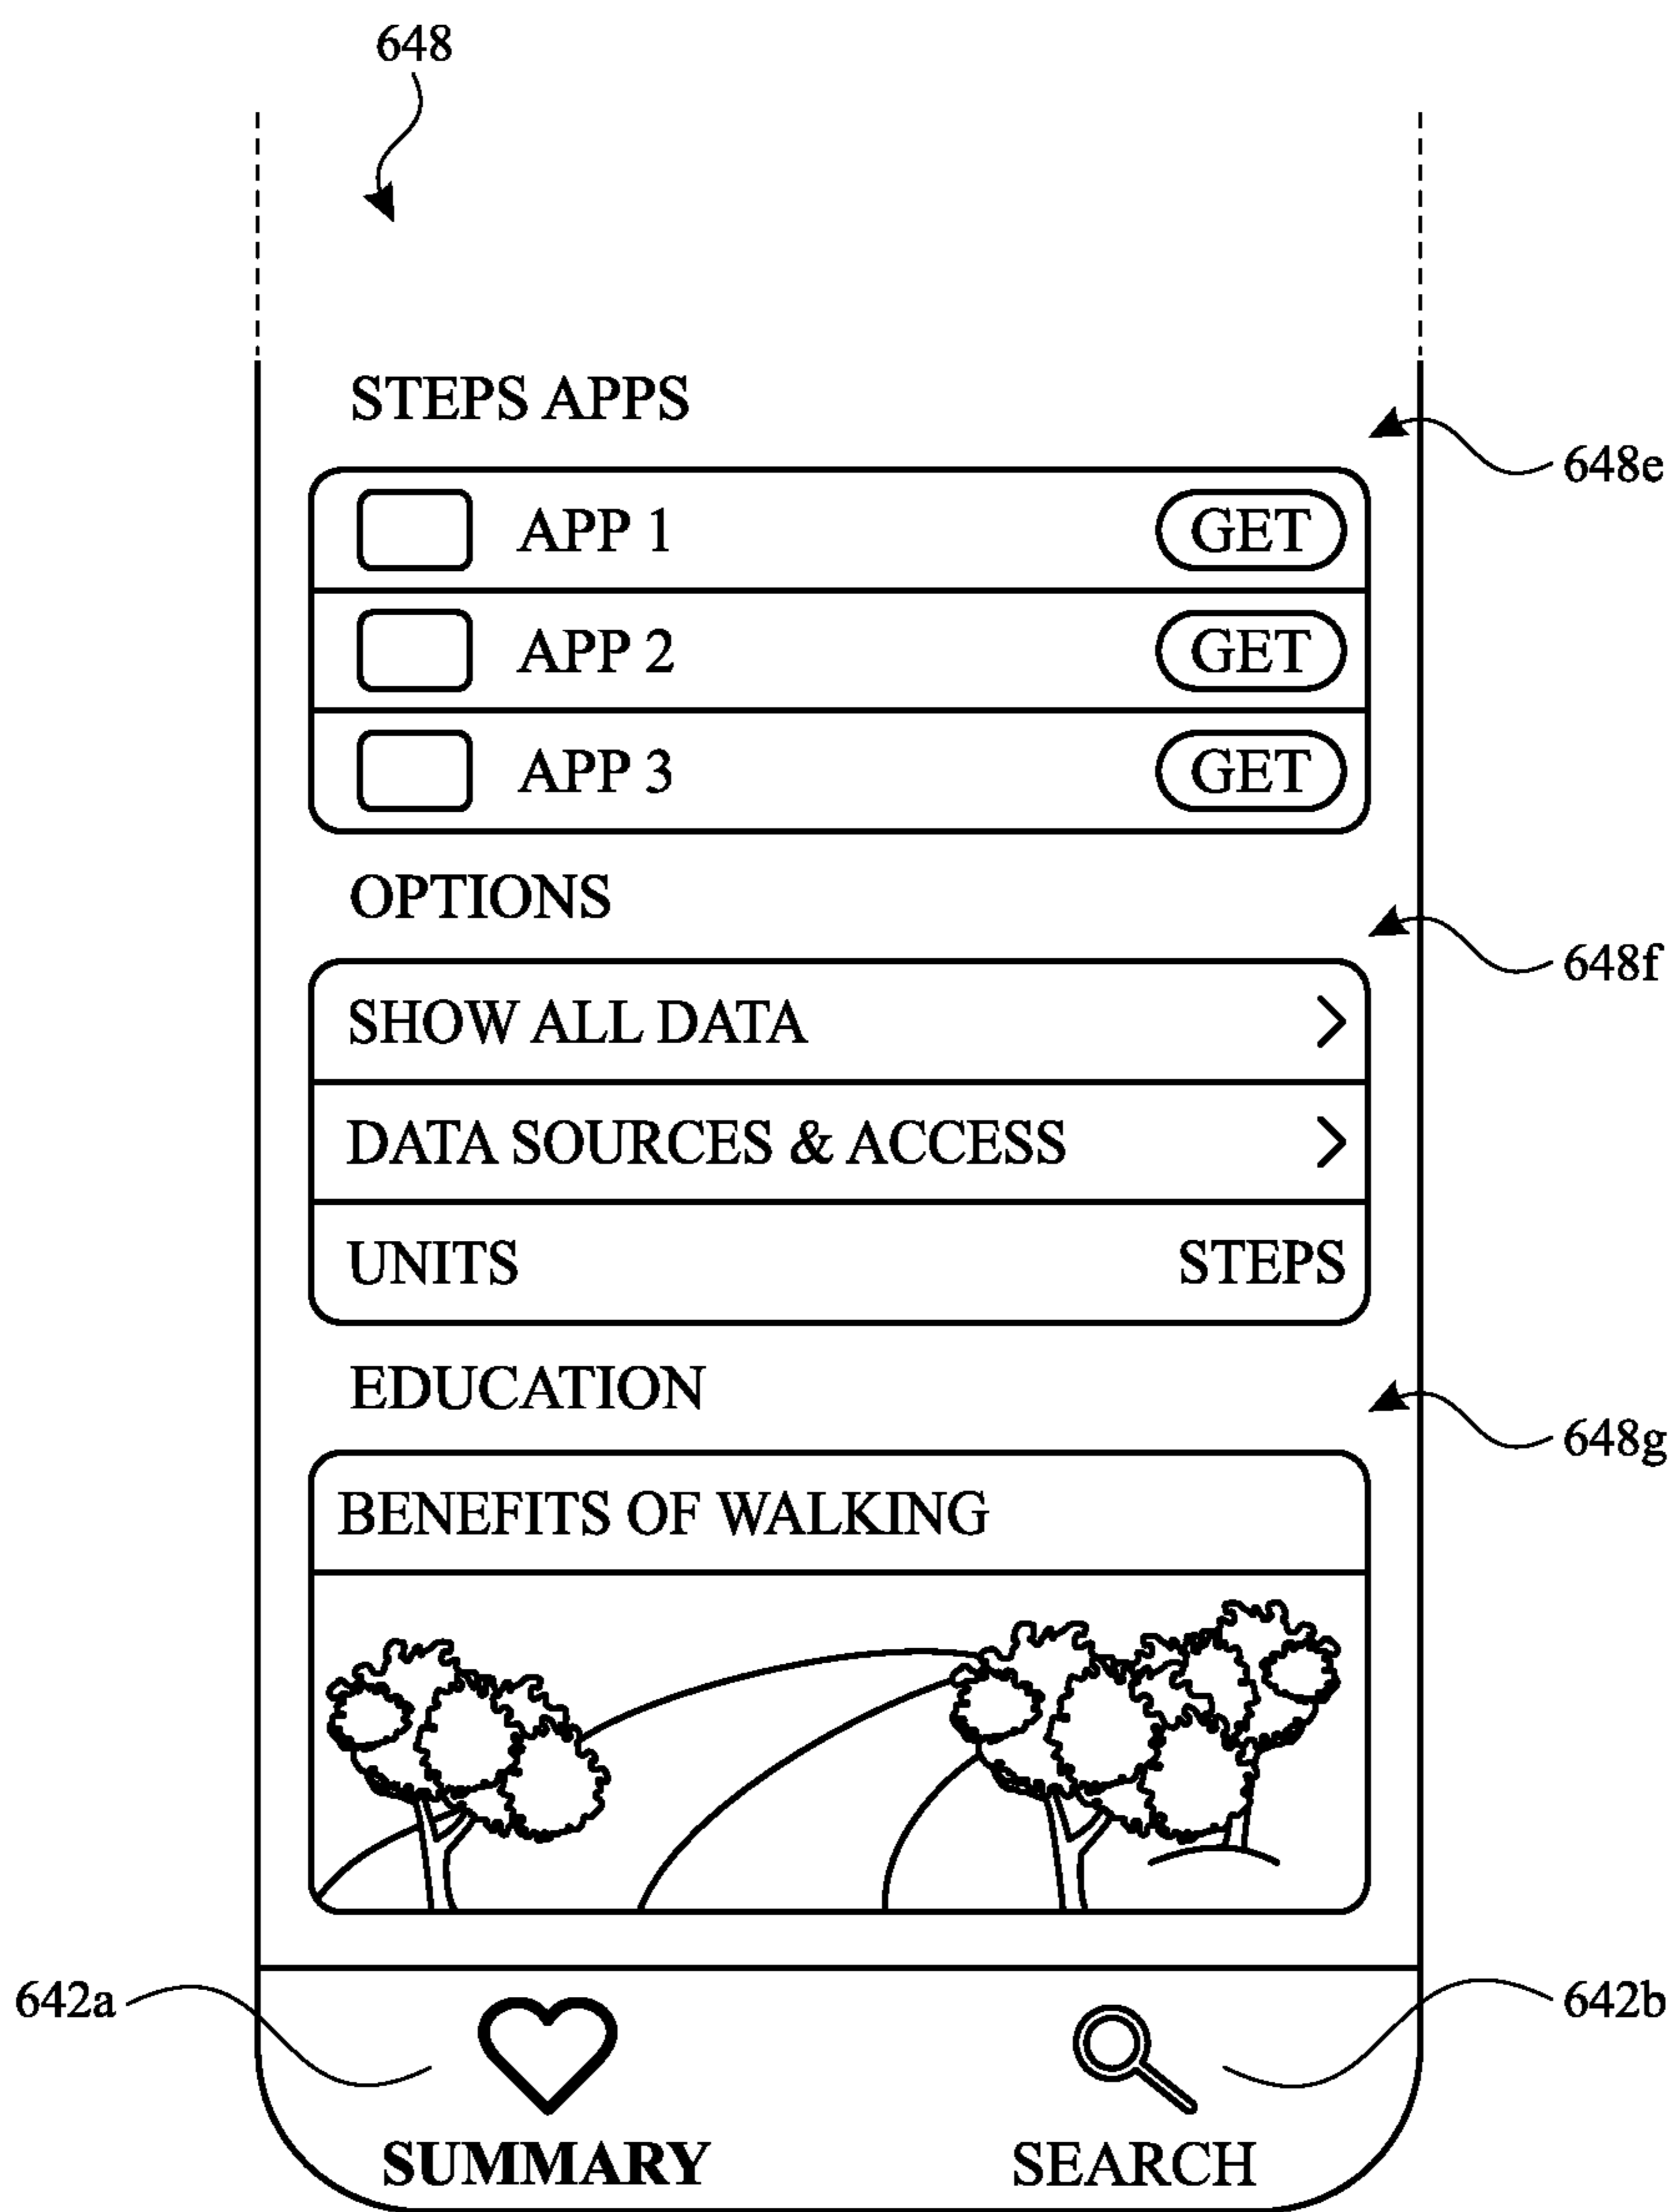 648
STEPS APPS
648e
APP 1 GET
APP 2 GET
APP 3 GET
OPTIONS
648f
SHOW ALL DATA >
DATA SOURCES & ACCESS >
UNITS STEPS
EDUCATION
648g
BENEFITS OF WALKING
642a
642b
SUMMARY SEARCH